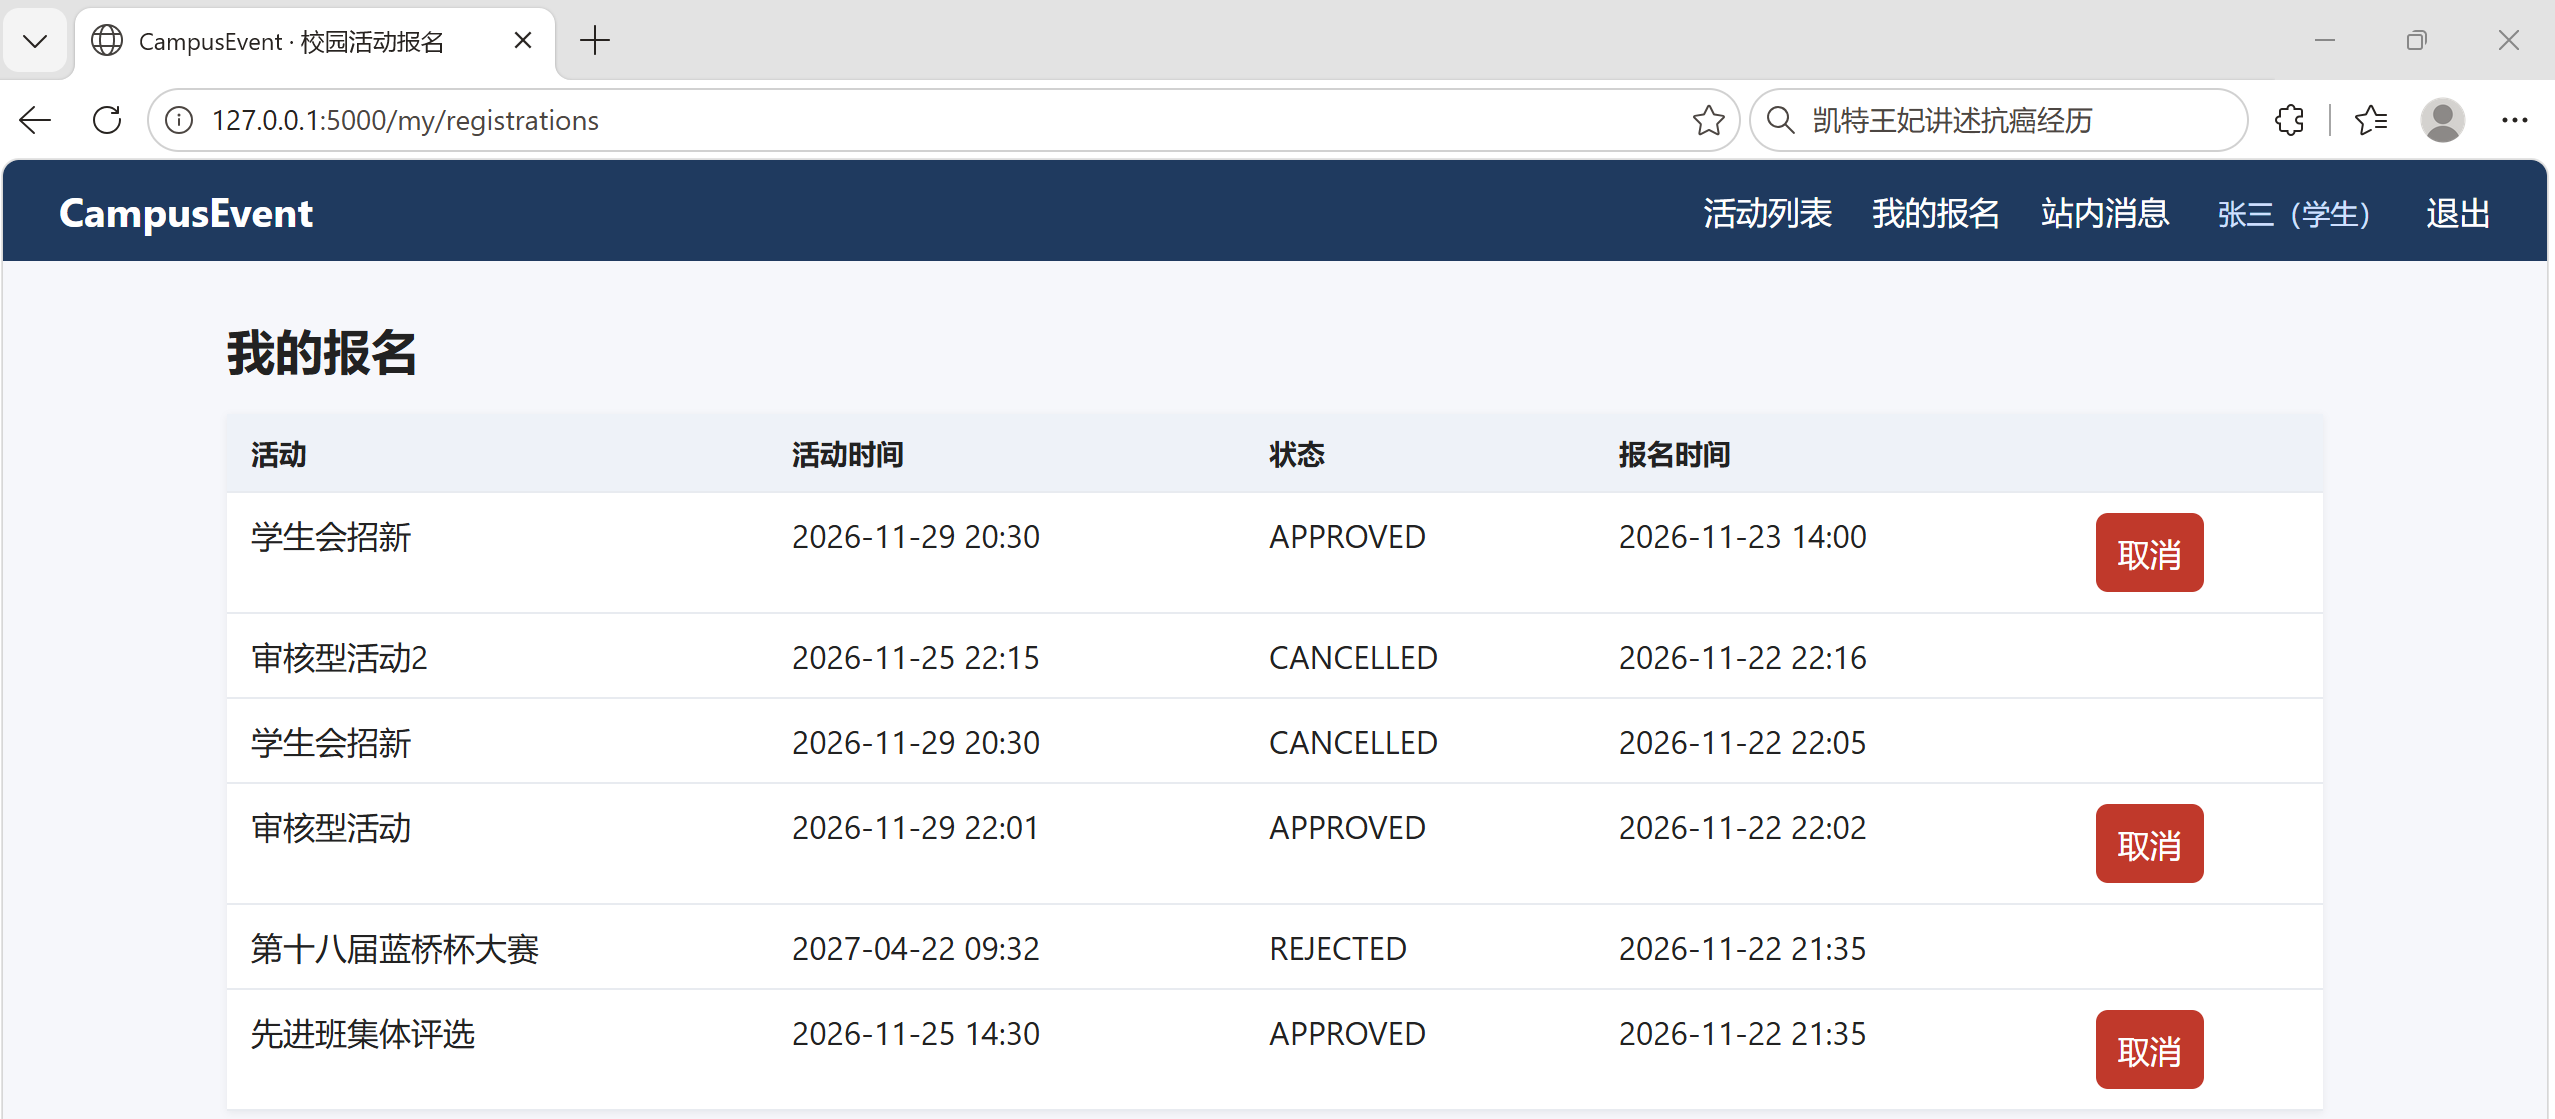 CampusEvent · 校园活动报名
127.0.0.1:5000/my/registrations 凯特王妃讲述抗癌经历
CampusEvent 活动列表 我的报名 站内消息 张三（学生） 退出
我的报名
活动 活动时间 状态 报名时间
学生会招新 2026-11-29 20:30 APPROVED 2026-11-23 14:00 取消
审核型活动2 2026-11-25 22:15 CANCELLED 2026-11-22 22:16
学生会招新 2026-11-29 20:30 CANCELLED 2026-11-22 22:05
审核型活动 2026-11-29 22:01 APPROVED 2026-11-22 22:02 取消
第十八届蓝桥杯大赛 2027-04-22 09:32 REJECTED 2026-11-22 21:35
先进班集体评选 2026-11-25 14:30 APPROVED 2026-11-22 21:35 取消